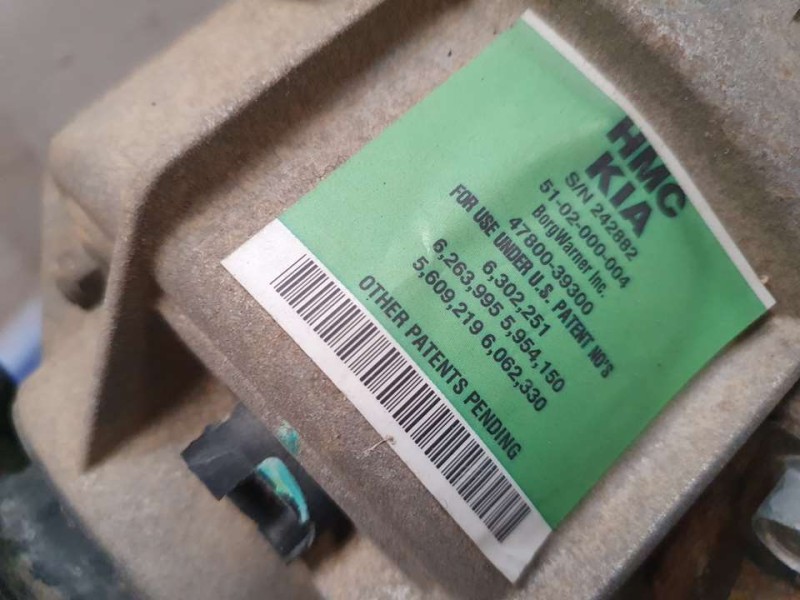 HMC
KIA
S/N 242882
51-02-000-004
BorgWarner Inc.
47800-39300
FOR USE UNDER U.S. PATENT NO'S
6,302,251
6,263,995 5,954,150
5,609,219 6,062,330
OTHER PATENTS PENDING